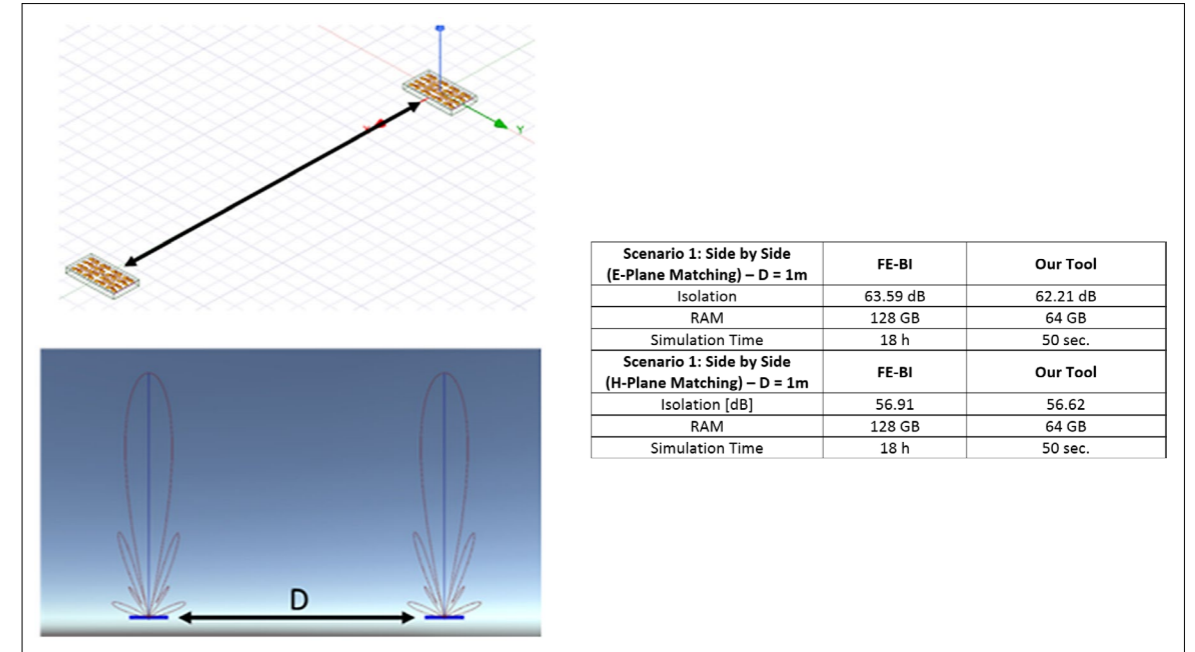 Y
D
Scenario 1: Side by Side
(E-Plane Matching) – D = 1m
FE-BI
Our Tool
Isolation
63.59 dB
62.21 dB
RAM
128 GB
64 GB
Simulation Time
18 h
50 sec.
Scenario 1: Side by Side
(H-Plane Matching) – D = 1m
FE-BI
Our Tool
Isolation [dB]
56.91
56.62
RAM
128 GB
64 GB
Simulation Time
18 h
50 sec.